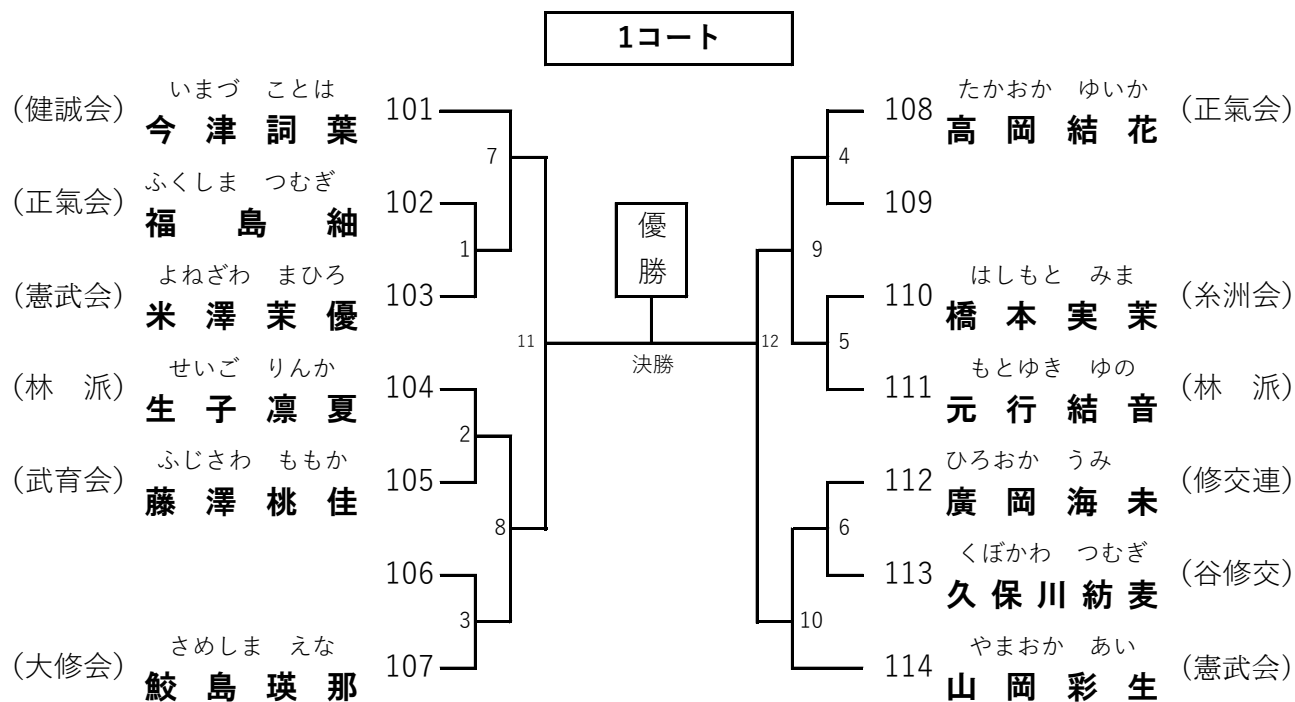 1コート
いまづ ことは
(健誠会) 今津詞葉 101
7
ふくしま つむぎ
(正氣会) 福島紬 102
1
よねざわ まひろ
(憲武会) 米澤茉優 103
11
せいご りんか
(林 派) 生子凛夏 104
2
ふじさわ ももか
(武育会) 藤澤桃佳 105
8
106
3
さめしま えな
(大修会) 鮫島瑛那 107
優
勝
決勝
たかおか ゆいか
108 高岡結花 (正氣会)
4
109
9
はしもと みま
110 橋本実茉 (糸洲会)
12
5
もとゆき ゆの
111 元行結音 (林 派)
ひろおか うみ
112 廣岡海未 (修交連)
6
くぼかわ つむぎ
113 久保川紡麦 (谷修交)
10
やまおか あい
114 山岡彩生 (憲武会)